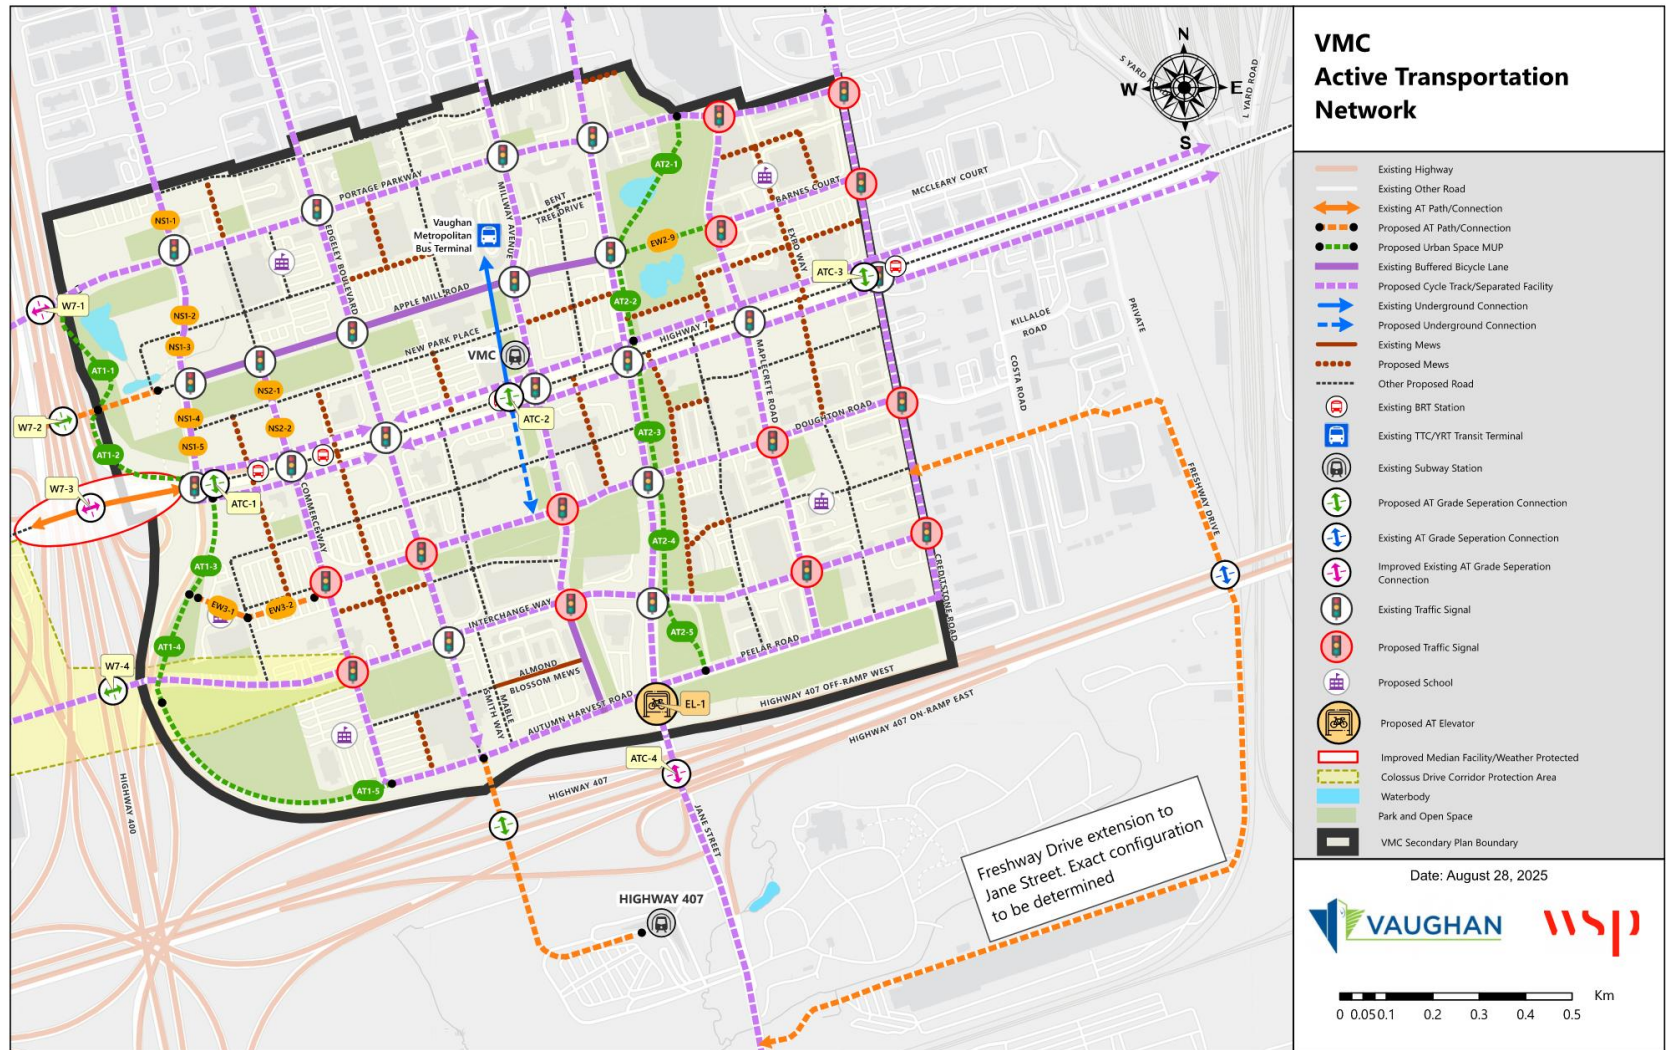 VMC
Active Transportation
Network
Existing Highway
Existing Other Road
Existing AT Path/Connection
Proposed AT Path/Connection
Proposed Urban Space MUP
Existing Buffered Bicycle Lane
Proposed Cycle Track/Separated Facility
Existing Underground Connection
Proposed Underground Connection
Existing Mews
Proposed Mews
Other Proposed Road
Existing BRT Station
Existing TTC/YRT Transit Terminal
Existing Subway Station
Proposed AT Grade Seperation Connection
Existing AT Grade Seperation Connection
Improved Existing AT Grade Seperation
Connection
Existing Traffic Signal
Proposed Traffic Signal
Proposed School
Proposed AT Elevator
Improved Median Facility/Weather Protected
Colossus Drive Corridor Protection Area
Waterbody
Park and Open Space
VMC Secondary Plan Boundary
Date: August 28, 2025
VAUGHAN
wsp
Km
0 0.05 0.1 0.2 0.3 0.4 0.5
N
W E
S
S YARD ROAD
L YARD ROAD
AT2-1
PORTAGE PARKWAY
MILLWAY AVENUE
BENT
TREE DRIVE
BARNES COURT
MCCLEARY COURT
NS1-1
EDGELEY BOULEVARD
Vaughan
Metropolitan
Bus Terminal
EW2-9
EXPO WAY
ATC-3
W7-1
NS1-2
NS1-3
APPLE MILL ROAD
AT2-2
NEW PARK PLACE
VMC
HIGHWAY 7
MAPLECRETE ROAD
KILLALOE
ROAD
PRIVATE
COSTA ROAD
AT1-1
NS2-1
W7-2
NS1-4
NS2-2
NS1-5
ATC-2
AT2-3
DOUGHTON ROAD
AT1-2
W7-3
ATC-1
COMMERCE WAY
FRESHWAY DRIVE
AT1-3
AT2-4
EW3-1
EW3-2
CREDITSTONE ROAD
INTERCHANGE WAY
AT2-5
PEELAR ROAD
AT1-4
W7-4
ALMOND
BLOSSOM MEWS
MABLE
SMITH WAY
AUTUMN HARVEST ROAD
EL-1
HIGHWAY 407 OFF-RAMP WEST
HIGHWAY 407 ON-RAMP EAST
ATC-4
HIGHWAY 400
AT1-5
HIGHWAY 407
JANE STREET
HIGHWAY 407
Freshway Drive extension to
Jane Street. Exact configuration
to be determined